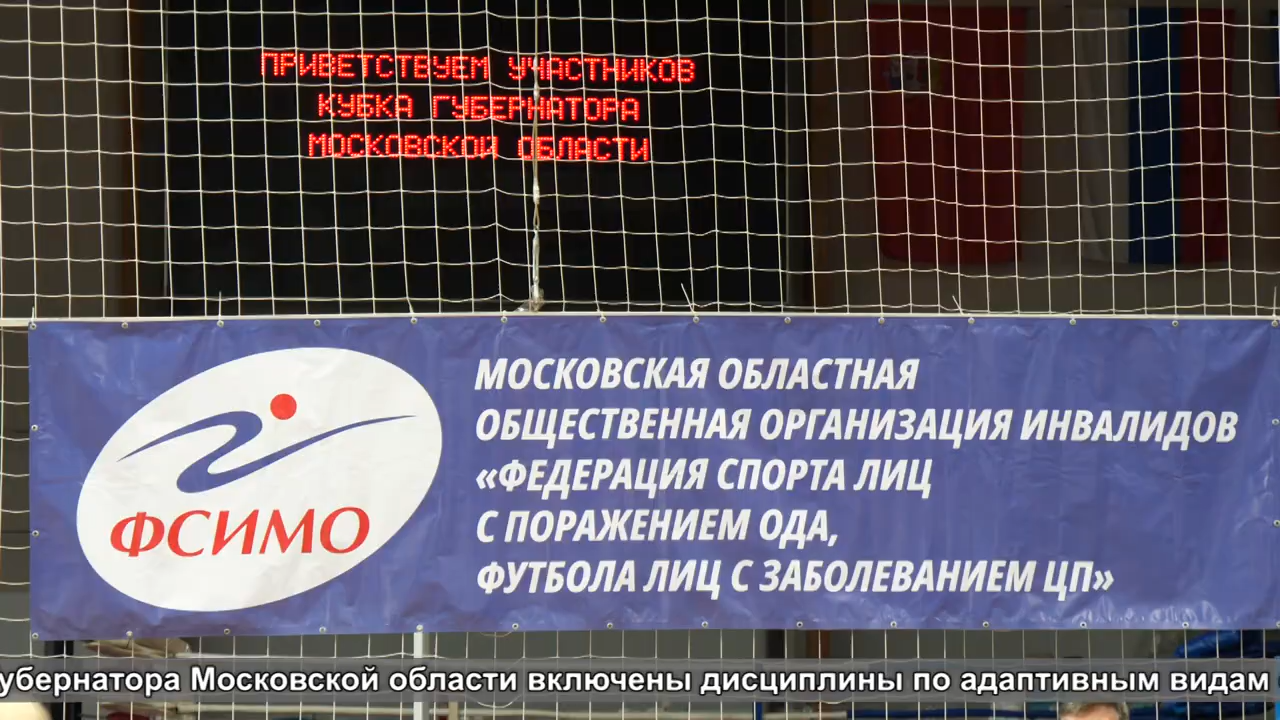 ПРИВЕТСТВУЕМ УЧАСТНИКОВ
КУБКА ГУБЕРНАТОРА
МОСКОВСКОЙ ОБЛАСТИ
МОСКОВСКАЯ ОБЛАСТНАЯ
ОБЩЕСТВЕННАЯ ОРГАНИЗАЦИЯ ИНВАЛИДОВ
«ФЕДЕРАЦИЯ СПОРТА ЛИЦ
С ПОРАЖЕНИЕМ ОДА,
ФУТБОЛА ЛИЦ С ЗАБОЛЕВАНИЕМ ЦП»
ФСИМО
убернатора Московской области включены дисциплины по адаптивным видам